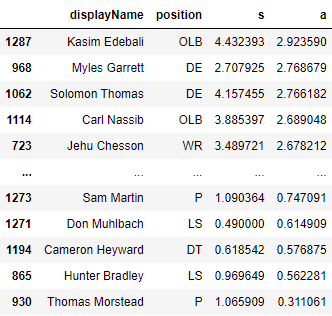 displayName position s a
1287 Kasim Edebali OLB 4.432393 2.923590
968 Myles Garrett DE 2.707925 2.768679
1062 Solomon Thomas DE 4.157455 2.766182
1114 Carl Nassib OLB 3.885397 2.689048
723 Jehu Chesson WR 3.489721 2.678212
... ... ... ... ...
1273 Sam Martin P 1.090364 0.747091
1271 Don Muhlbach LS 0.490000 0.614909
1194 Cameron Heyward DT 0.618542 0.576875
865 Hunter Bradley LS 0.969649 0.562281
930 Thomas Morstead P 1.065909 0.311061